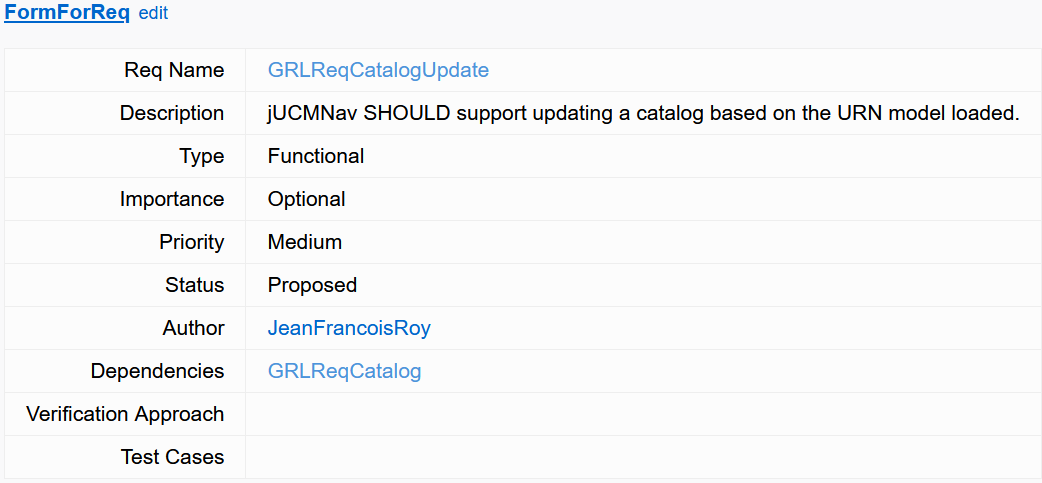 FormForReq edit
Req Name GRLReqCatalogUpdate
Description jUCMNav SHOULD support updating a catalog based on the URN model loaded.
Type Functional
Importance Optional
Priority Medium
Status Proposed
Author JeanFrancoisRoy
Dependencies GRLReqCatalog
Verification Approach
Test Cases